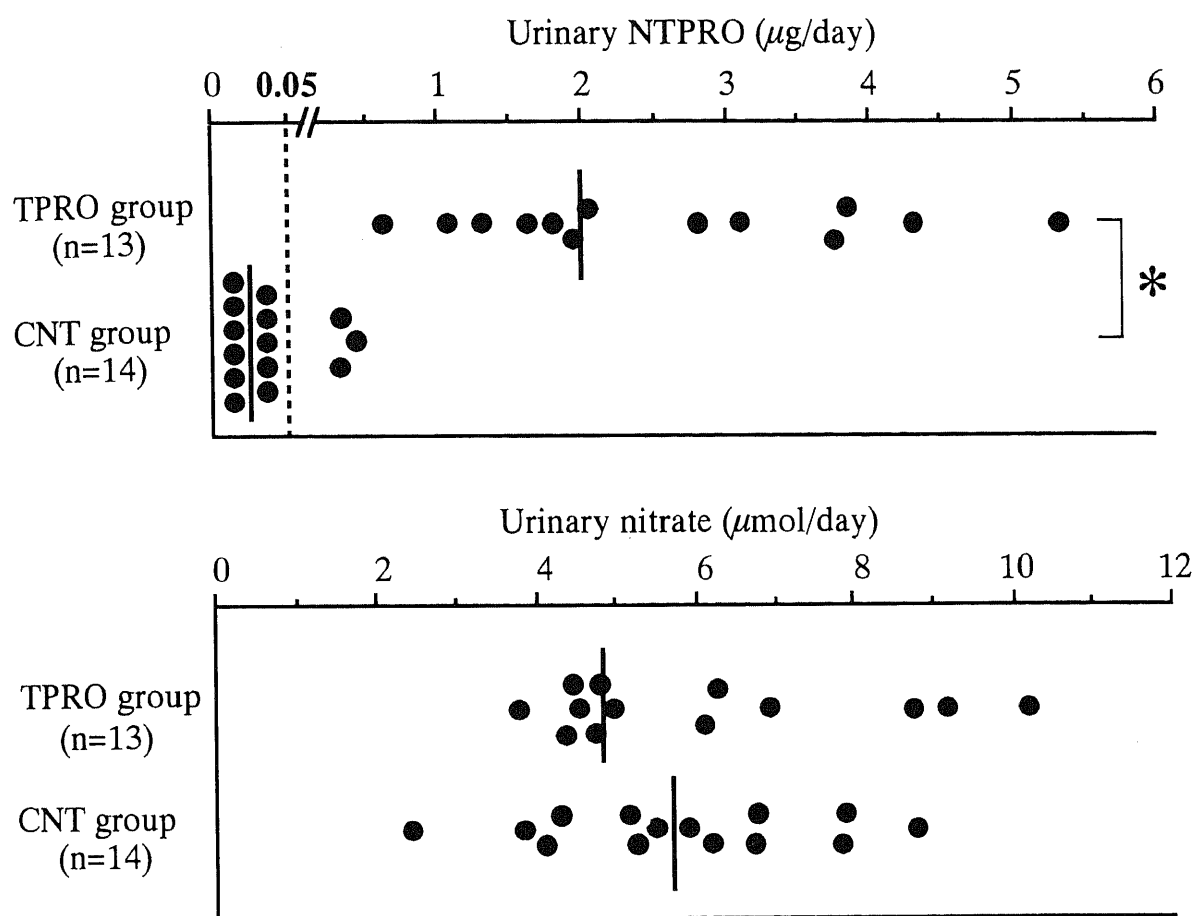 Urinary NTPRO (μg/day)
0 0.05 1 2 3 4 5 6
TPRO group
(n=13)
*
CNT group
(n=14)
Urinary nitrate (μmol/day)
0 2 4 6 8 10 12
TPRO group
(n=13)
CNT group
(n=14)